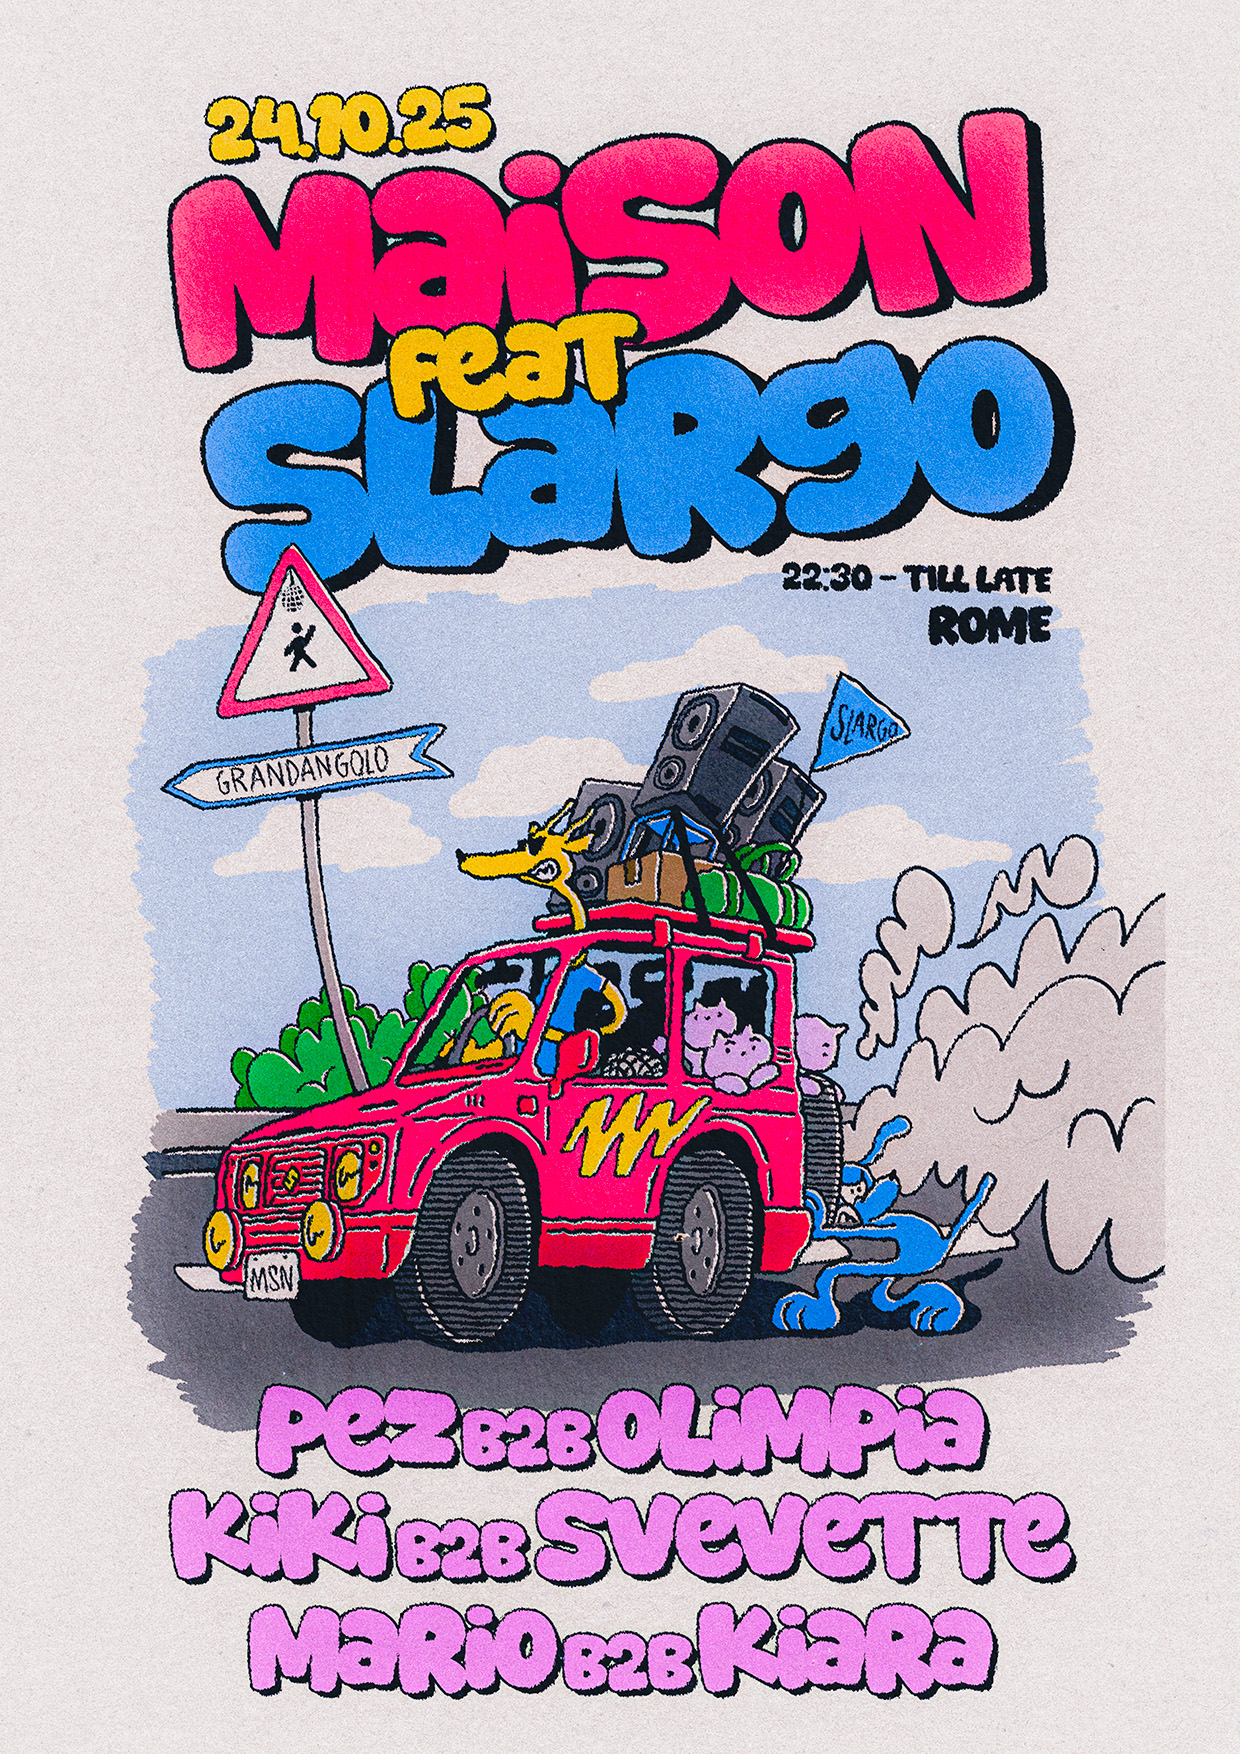 24.10.25
MaiSON
feaT
SLaRgO
22:30 - TILL LATE
ROME
SLARGO
GRANDANGOLO
MSN
Pez B2B OLiMPia
KiKi B2B SveveTTe
MaRiO B2B KiaRa